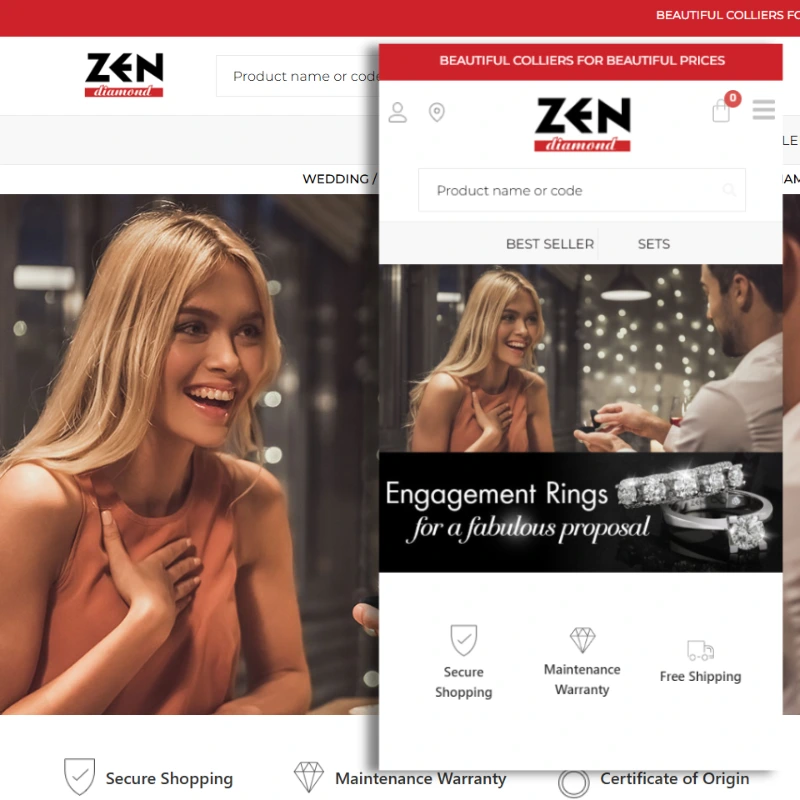 BEAUTIFUL COLLIERS FO
ZEN
diamond
Product name or code
LE
WEDDING /
AM
Secure Shopping
Maintenance Warranty
Certificate of Origin
BEAUTIFUL COLLIERS FOR BEAUTIFUL PRICES
0
ZEN
diamond
Product name or code
BEST SELLER
SETS
Engagement Rings
for a fabulous proposal
Secure
Shopping
Maintenance
Warranty
Free Shipping